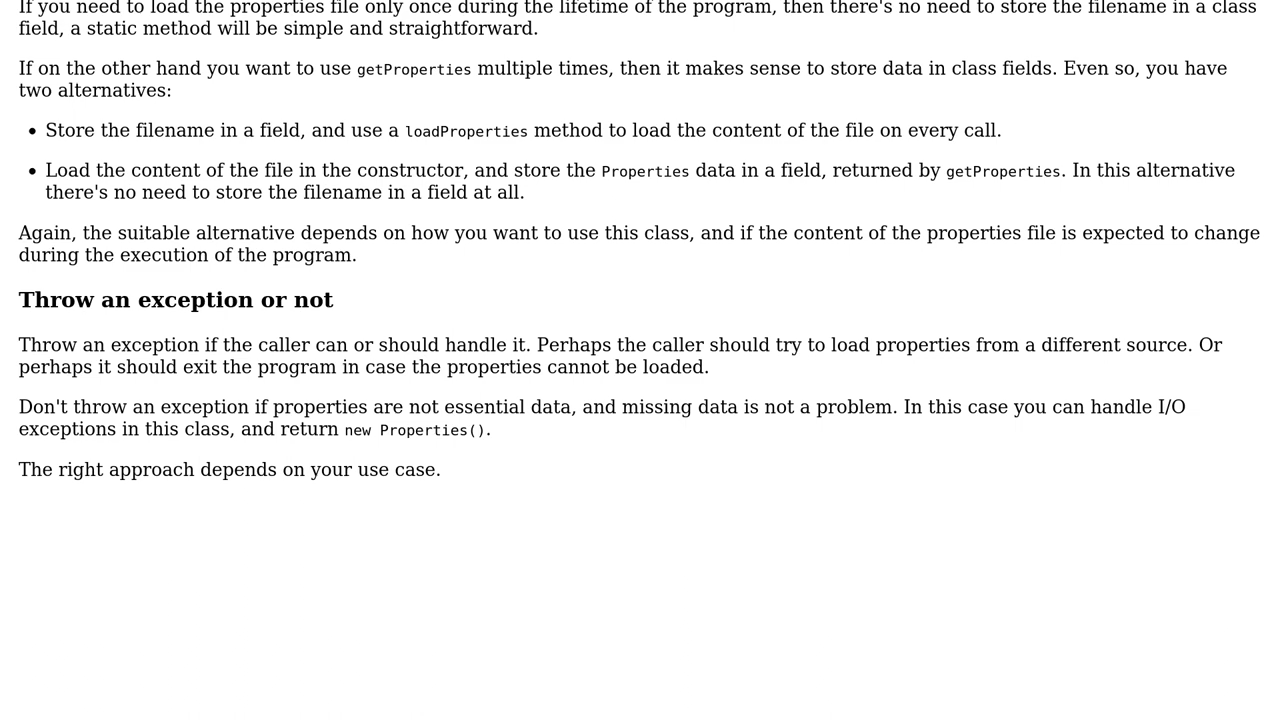 If you need to load the properties file only once during the lifetime of the program, then there's no need to store the filename in a class
field, a static method will be simple and straightforward.
If on the other hand you want to use getProperties multiple times, then it makes sense to store data in class fields. Even so, you have
two alternatives:
• Store the filename in a field, and use a loadProperties method to load the content of the file on every call.
• Load the content of the file in the constructor, and store the Properties data in a field, returned by getProperties. In this alternative
there's no need to store the filename in a field at all.
Again, the suitable alternative depends on how you want to use this class, and if the content of the properties file is expected to change
during the execution of the program.
Throw an exception or not
Throw an exception if the caller can or should handle it. Perhaps the caller should try to load properties from a different source. Or
perhaps it should exit the program in case the properties cannot be loaded.
Don't throw an exception if properties are not essential data, and missing data is not a problem. In this case you can handle I/O
exceptions in this class, and return new Properties().
The right approach depends on your use case.